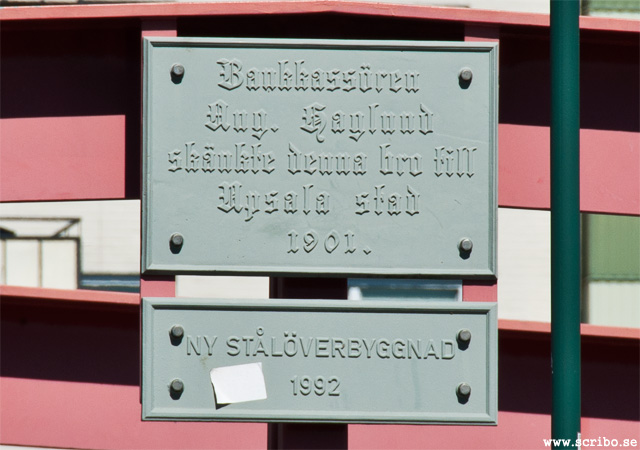 Bankkassören
Aug. Haglund
skänkte denna bro till
Upsala stad
1901.
NY STÅLÖVERBYGGNAD
1992
www.scribo.se